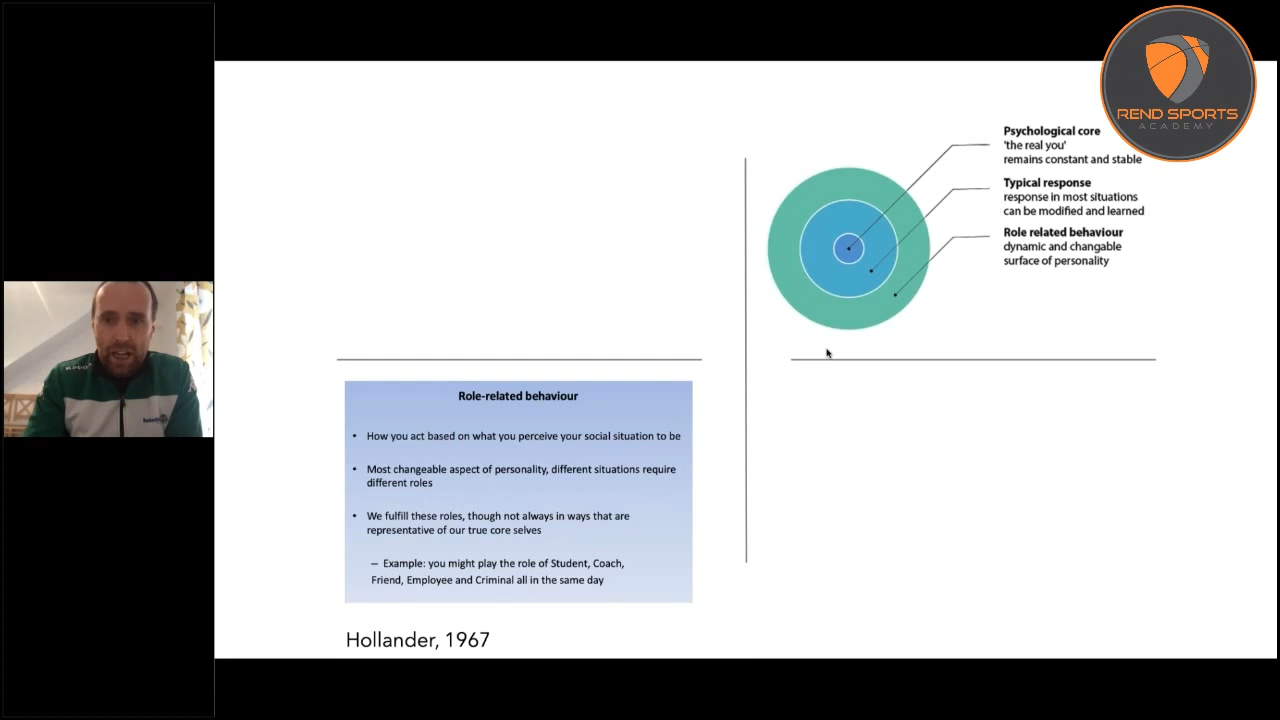 REND SPORTS
ACADEMY
Psychological core
'the real you'
remains constant and stable
Typical response
response in most situations
can be modified and learned
Role related behaviour
dynamic and changable
surface of personality
Role-related behaviour
• How you act based on what you perceive your social situation to be
• Most changeable aspect of personality, different situations require
different roles
• We fulfill these roles, though not always in ways that are
representative of our true core selves
– Example: you might play the role of Student, Coach,
Friend, Employee and Criminal all in the same day
Hollander, 1967